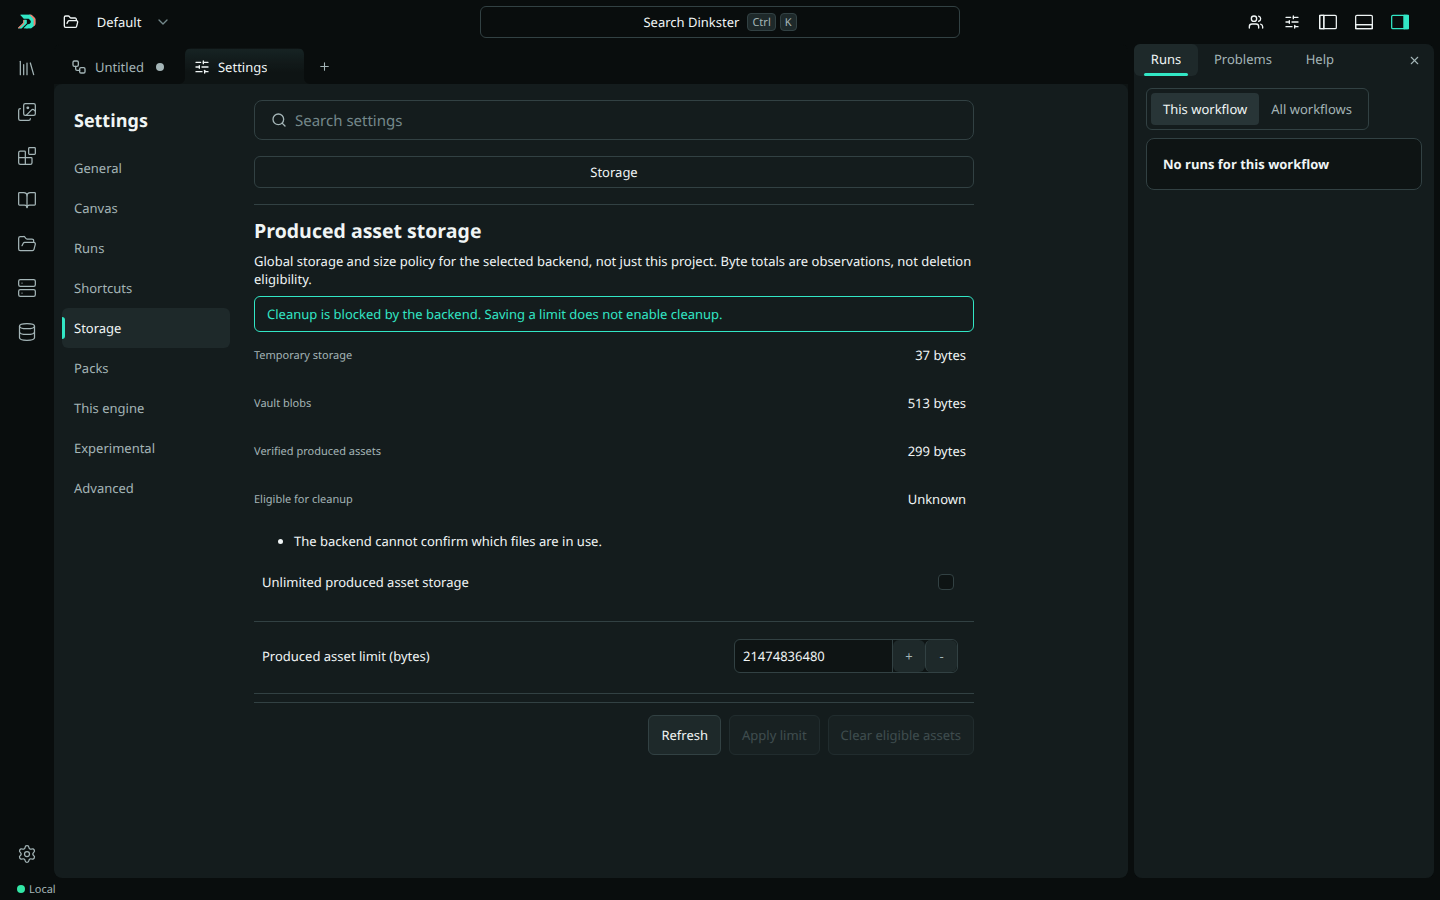 Default
Search Dinkster Ctrl K
Untitled
Settings
Runs
Problems
Help
This workflow
All workflows
No runs for this workflow
Settings
General
Canvas
Runs
Shortcuts
Storage
Packs
This engine
Experimental
Advanced
Search settings
Storage
Produced asset storage
Global storage and size policy for the selected backend, not just this project. Byte totals are observations, not deletion
eligibility.
Cleanup is blocked by the backend. Saving a limit does not enable cleanup.
Temporary storage 37 bytes
Vault blobs 513 bytes
Verified produced assets 299 bytes
Eligible for cleanup Unknown
• The backend cannot confirm which files are in use.
Unlimited produced asset storage
Produced asset limit (bytes) 21474836480 + -
Refresh Apply limit Clear eligible assets
Local